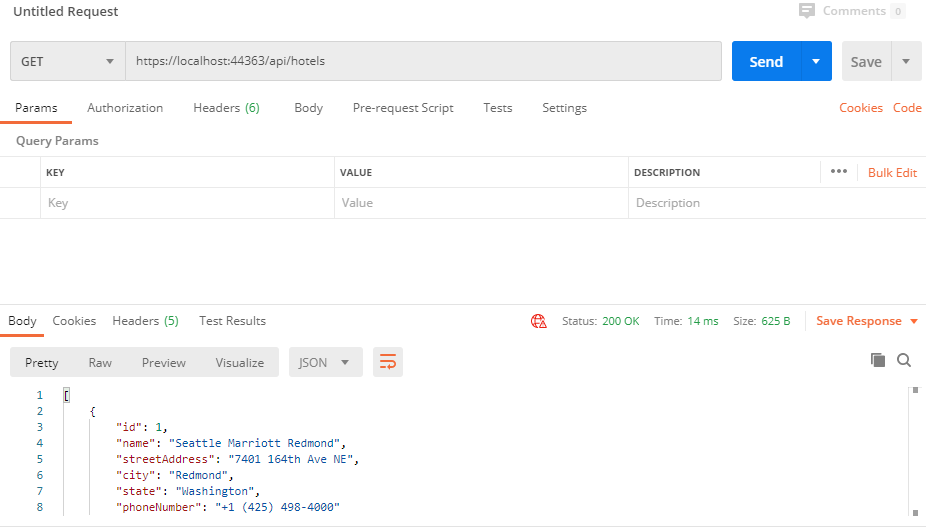 Untitled Request Comments 0
GET https://localhost:44363/api/hotels Send Save
Params Authorization Headers (6) Body Pre-request Script Tests Settings Cookies Code
Query Params
KEY VALUE DESCRIPTION ••• Bulk Edit
Key Value Description
Body Cookies Headers (5) Test Results Status: 200 OK Time: 14 ms Size: 625 B Save Response
Pretty Raw Preview Visualize JSON
1 [
2 {
3 "id": 1,
4 "name": "Seattle Marriott Redmond",
5 "streetAddress": "7401 164th Ave NE",
6 "city": "Redmond",
7 "state": "Washington",
8 "phoneNumber": "+1 (425) 498-4000"